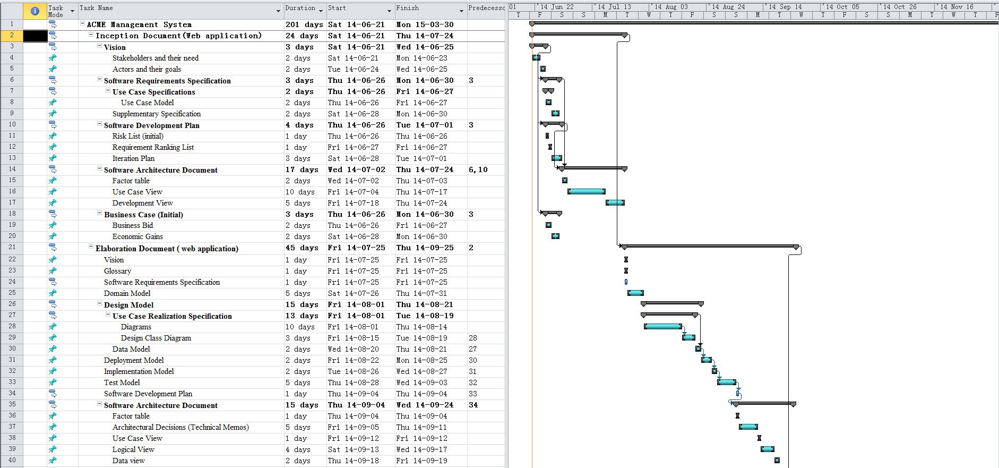 Task Mode Task Name Duration Start Finish Predecesso
01 '14 Jun 22 '14 Jul 13 '14 Aug 03 '14 Aug 24 '14 Sep 14 '14 Oct 05 '14 Oct 26 '14 Nov 16
T F S S M T W T F S S M T W T F S S M T W T F
1 ACME Management System 201 days Sat 14-06-21 Mon 15-03-30
2 Inception Document(Web application) 24 days Sat 14-06-21 Thu 14-07-24
3 Vision 3 days Sat 14-06-21 Wed 14-06-25
4 Stakeholders and their need 2 days Sat 14-06-21 Mon 14-06-23
5 Actors and their goals 2 days Tue 14-06-24 Wed 14-06-25
6 Software Requirements Specification 3 days Thu 14-06-26 Mon 14-06-30 3
7 Use Case Specifications 2 days Thu 14-06-26 Fri 14-06-27
8 Use Case Model 2 days Thu 14-06-26 Fri 14-06-27
9 Supplementary Specification 2 days Sat 14-06-28 Mon 14-06-30
10 Software Development Plan 4 days Thu 14-06-26 Tue 14-07-01 3
11 Risk List (initial) 1 day Thu 14-06-26 Thu 14-06-26
12 Requirement Ranking List 1 day Fri 14-06-27 Fri 14-06-27
13 Iteration Plan 3 days Sat 14-06-28 Tue 14-07-01
14 Software Architecture Document 17 days Wed 14-07-02 Thu 14-07-24 6,10
15 Factor table 2 days Wed 14-07-02 Thu 14-07-03
16 Use Case View 10 days Fri 14-07-04 Thu 14-07-17
17 Development View 5 days Fri 14-07-18 Thu 14-07-24
18 Business Case (Initial) 3 days Thu 14-06-26 Mon 14-06-30 3
19 Business Bid 2 days Thu 14-06-26 Fri 14-06-27
20 Economic Gains 2 days Sat 14-06-28 Mon 14-06-30
21 Elaboration Document ( web application) 45 days Fri 14-07-25 Thu 14-09-25 2
22 Vision 1 day Fri 14-07-25 Fri 14-07-25
23 Glossary 1 day Fri 14-07-25 Fri 14-07-25
24 Software Requirements Specification 1 day Fri 14-07-25 Fri 14-07-25
25 Domain Model 5 days Sat 14-07-26 Thu 14-07-31
26 Design Model 15 days Fri 14-08-01 Thu 14-08-21
27 Use Case Realization Specification 13 days Fri 14-08-01 Tue 14-08-19
28 Diagrams 10 days Fri 14-08-01 Thu 14-08-14
29 Design Class Diagram 3 days Fri 14-08-15 Tue 14-08-19 28
30 Data Model 2 days Wed 14-08-20 Thu 14-08-21 27
31 Deployment Model 2 days Fri 14-08-22 Mon 14-08-25 30
32 Implementation Model 2 days Tue 14-08-26 Wed 14-08-27 31
33 Test Model 5 days Thu 14-08-28 Wed 14-09-03 32
34 Software Development Plan 1 day Thu 14-09-04 Thu 14-09-04 33
35 Software Architecture Document 15 days Thu 14-09-04 Wed 14-09-24 34
36 Factor table 1 day Thu 14-09-04 Thu 14-09-04
37 Architectural Decisions (Technical Memos) 5 days Fri 14-09-05 Thu 14-09-11
38 Use Case View 1 day Fri 14-09-12 Fri 14-09-12
39 Logical View 4 days Sat 14-09-13 Wed 14-09-17
40 Data view 2 days Thu 14-09-18 Fri 14-09-19